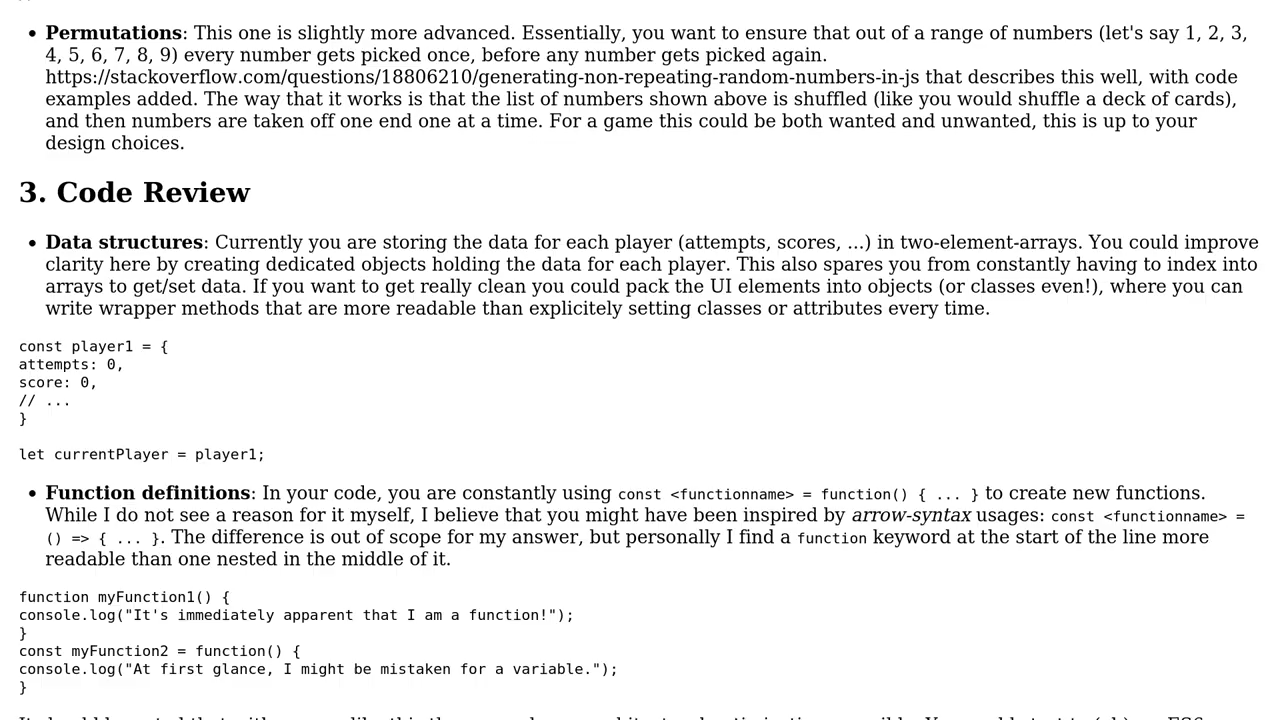 • Permutations: This one is slightly more advanced. Essentially, you want to ensure that out of a range of numbers (let's say 1, 2, 3,
4, 5, 6, 7, 8, 9) every number gets picked once, before any number gets picked again.
https://stackoverflow.com/questions/18806210/generating-non-repeating-random-numbers-in-js that describes this well, with code
examples added. The way that it works is that the list of numbers shown above is shuffled (like you would shuffle a deck of cards),
and then numbers are taken off one end one at a time. For a game this could be both wanted and unwanted, this is up to your
design choices.
3. Code Review
• Data structures: Currently you are storing the data for each player (attempts, scores, ...) in two-element-arrays. You could improve
clarity here by creating dedicated objects holding the data for each player. This also spares you from constantly having to index into
arrays to get/set data. If you want to get really clean you could pack the UI elements into objects (or classes even!), where you can
write wrapper methods that are more readable than explicitely setting classes or attributes every time.
const player1 = {
attempts: 0,
score: 0,
// ...
}
let currentPlayer = player1;
• Function definitions: In your code, you are constantly using const <functionname> = function() { ... } to create new functions.
While I do not see a reason for it myself, I believe that you might have been inspired by arrow-syntax usages: const <functionname> =
() => { ... }. The difference is out of scope for my answer, but personally I find a function keyword at the start of the line more
readable than one nested in the middle of it.
function myFunction1() {
console.log("It's immediately apparent that I am a function!");
}
const myFunction2 = function() {
console.log("At first glance, I might be mistaken for a variable.");
}